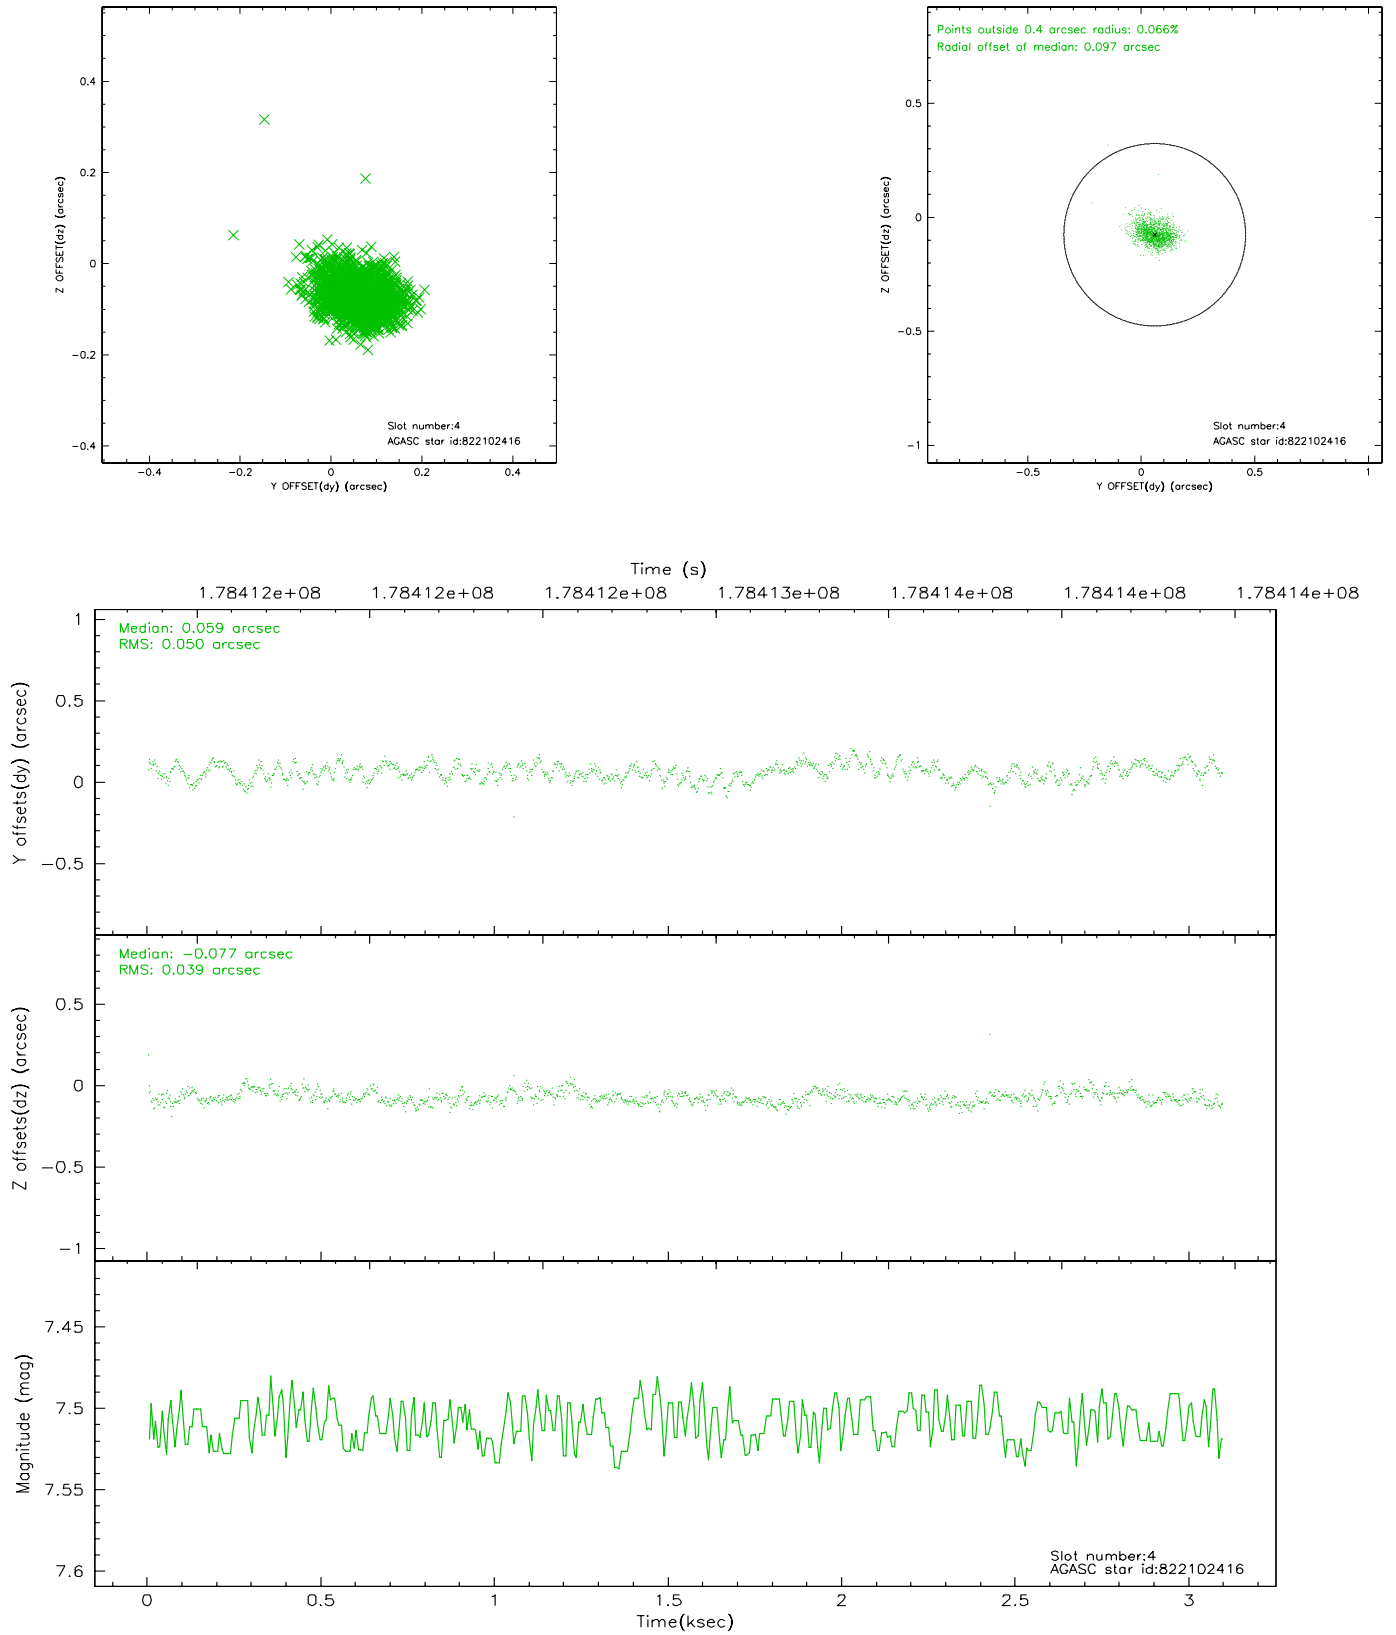 0.4
0.2
0
−0.2
−0.4
Z OFFSET(dz) (arcsec)
Slot number:4
AGASC star id:822102416
−0.4 −0.2 0 0.2 0.4
Y OFFSET(dy) (arcsec)
Points outside 0.4 arcsec radius: 0.066%
Radial offset of median: 0.097 arcsec
0.5
0
−0.5
−1
Z OFFSET(dz) (arcsec)
Slot number:4
AGASC star id:822102416
−0.5 0 0.5 1
Y OFFSET(dy) (arcsec)
Time (s)
1.78412e+08 1.78412e+08 1.78412e+08 1.78413e+08 1.78414e+08 1.78414e+08 1.78414e+08
Median: 0.059 arcsec
RMS: 0.050 arcsec
1
0.5
0
−0.5
Y offsets(dy) (arcsec)
Median: −0.077 arcsec
RMS: 0.039 arcsec
0.5
0
−0.5
−1
Z offsets(dz) (arcsec)
7.45
7.5
7.55
7.6
Magnitude (mag)
Slot number:4
AGASC star id:822102416
0 0.5 1 1.5 2 2.5 3
Time(ksec)